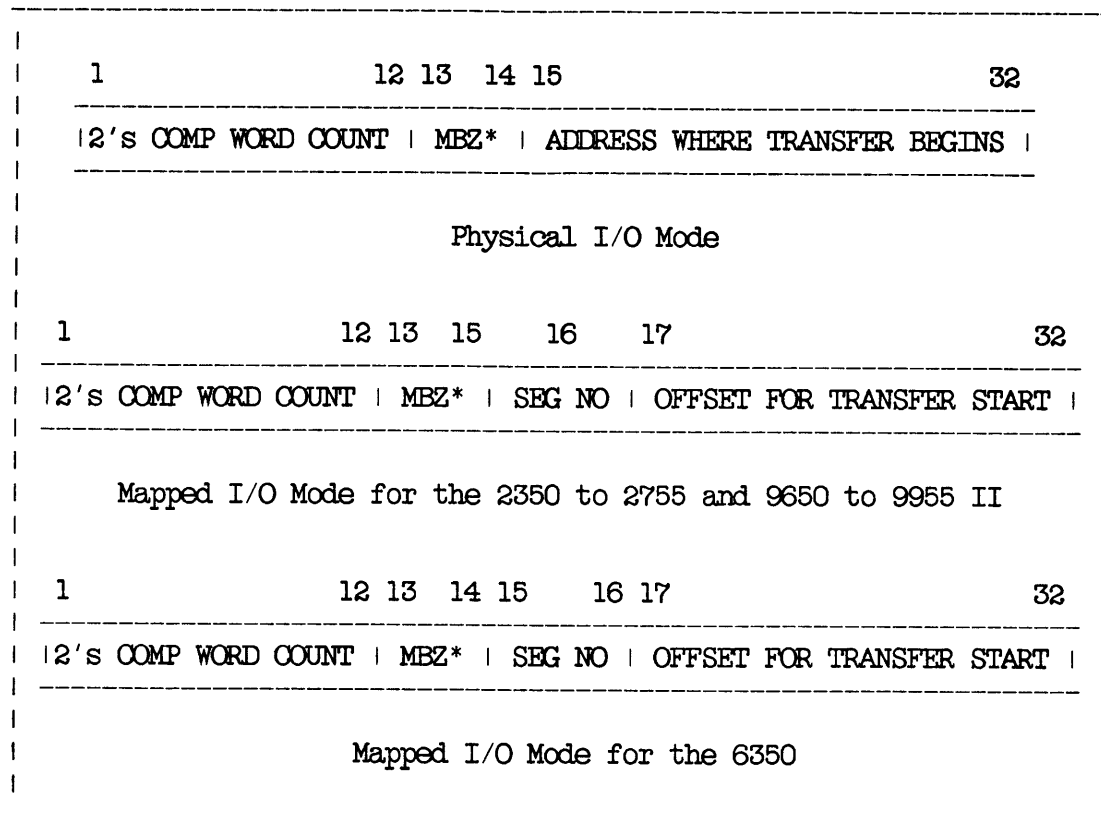 1 12 13 14 15 32
|2's COMP WORD COUNT | MBZ* | ADDRESS WHERE TRANSFER BEGINS |
Physical I/O Mode
1 12 13 15 16 17 32
|2's COMP WORD COUNT | MBZ* | SEG NO | OFFSET FOR TRANSFER START |
Mapped I/O Mode for the 2350 to 2755 and 9650 to 9955 II
1 12 13 14 15 16 17 32
|2's COMP WORD COUNT | MBZ* | SEG NO | OFFSET FOR TRANSFER START |
Mapped I/O Mode for the 6350